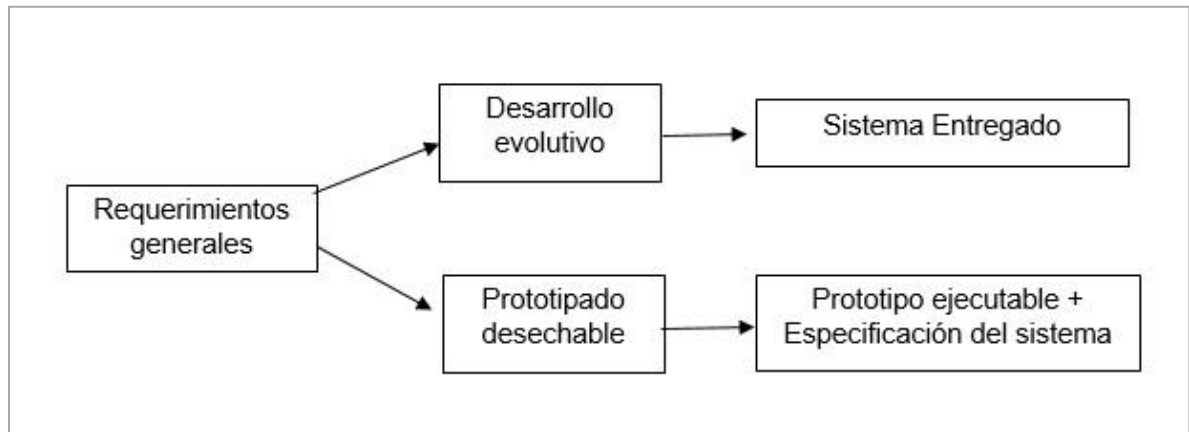 Requerimientos
generales
Desarrollo
evolutivo
Sistema Entregado
Prototipado
desechable
Prototipo ejecutable +
Especificación del sistema